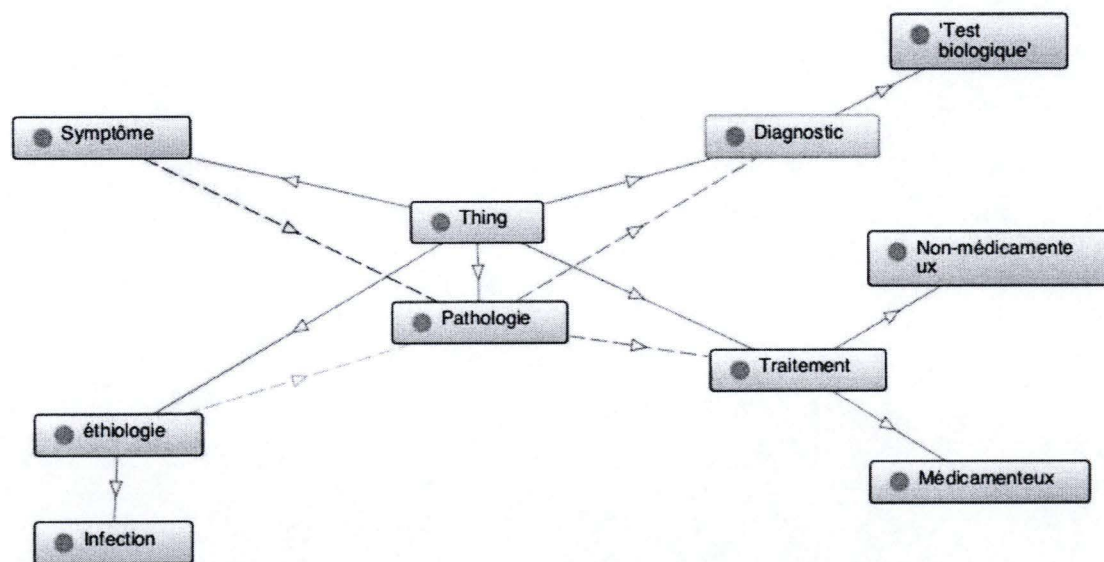 'Test
biologique'
Symptôme
Diagnostic
Thing
Non-médicamente
ux
Pathologie
Traitement
éthiologie
Médicamenteux
Infection